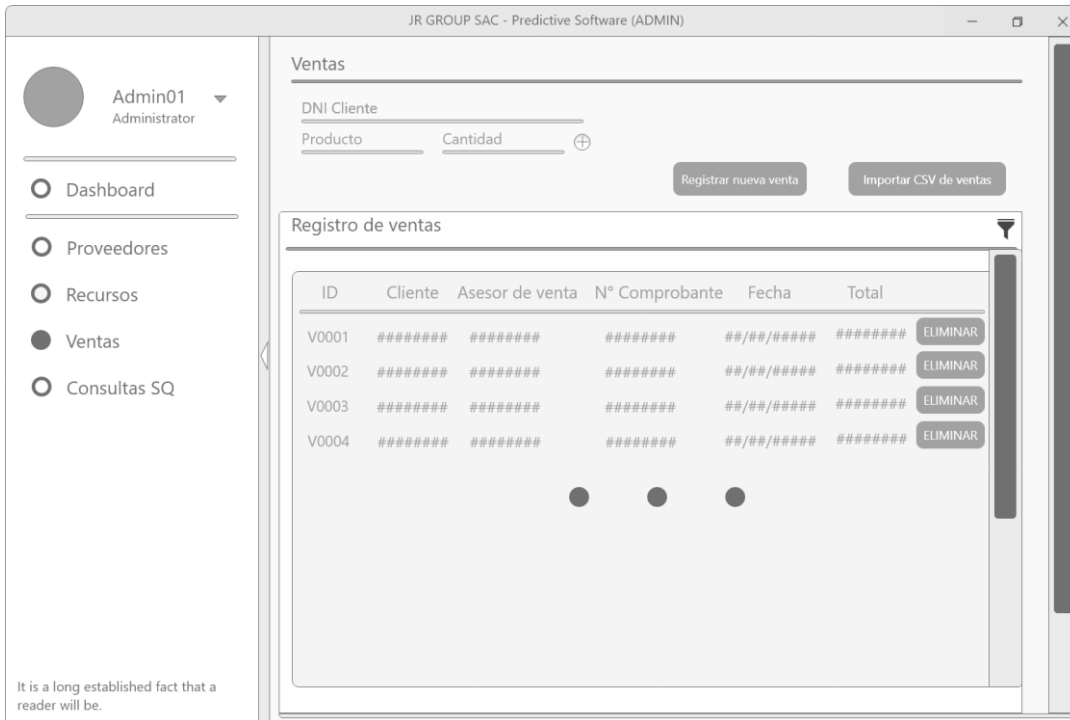 JR GROUP SAC - Predictive Software (ADMIN)
Admin01
Administrator
Dashboard
Proveedores
Recursos
Ventas
Consultas SQ
It is a long established fact that a
reader will be.
Ventas
DNI Cliente
Producto Cantidad
Registrar nueva venta Importar CSV de ventas
Registro de ventas
ID Cliente Asesor de venta N° Comprobante Fecha Total
V0001 ######## ######## ######## ##/##/##### ######## ELIMINAR
V0002 ######## ######## ######## ##/##/##### ######## ELIMINAR
V0003 ######## ######## ######## ##/##/##### ######## ELIMINAR
V0004 ######## ######## ######## ##/##/##### ######## ELIMINAR